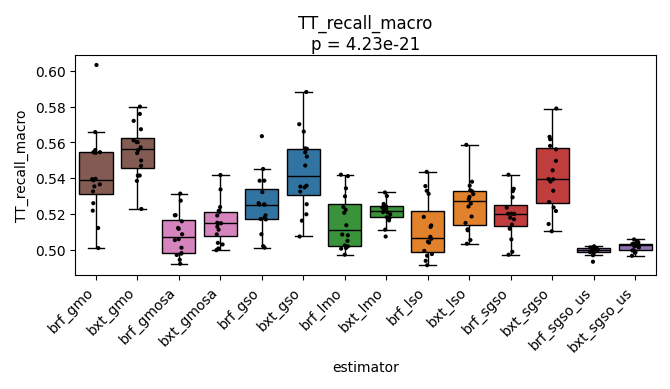 TT_recall_macro
p = 4.23e-21
TT_recall_macro
0.60
0.58
0.56
0.54
0.52
0.50
brf_gmo
bxt_gmo
brf_gmosa
bxt_gmosa
brf_gso
bxt_gso
brf_lmo
bxt_lmo
brf_lso
bxt_lso
brf_sgso
bxt_sgso
brf_sgso_us
bxt_sgso_us
estimator